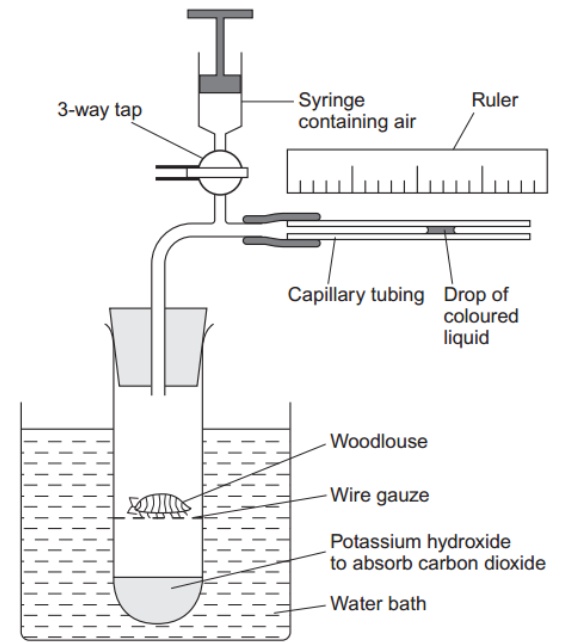 3-way tap
Syringe
containing air
Ruler
Capillary tubing
Drop of
coloured
liquid
Woodlouse
Wire gauze
Potassium hydroxide
to absorb carbon dioxide
Water bath